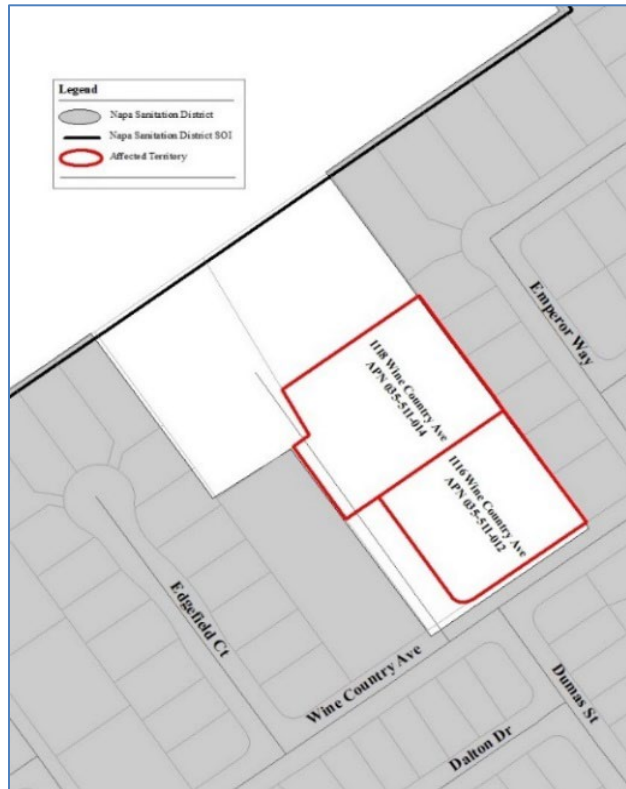 Legend
Napa Sanitation District
Napa Sanitation District SOI
Affected Territory
Emperor Way
1118 Wine Country Ave
APN 035-511-014
1116 Wine Country Ave
APN 035-511-012
Edgefield Ct
Wine Country Ave
Dumas St
Dalton Dr